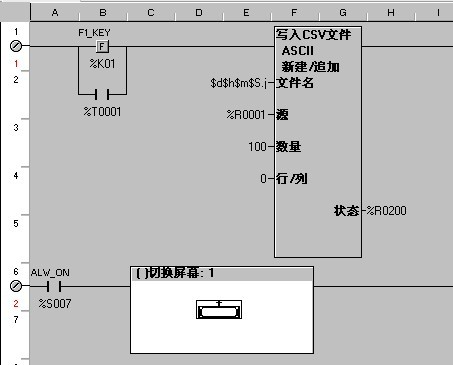 A B C D E F G H I
1
F1_KEY
写入CSV文件
F
ASCII
新建/追加
1
%K01
2
$d$h$m$S.j
文件名
%T0001
%R0001
源
3
100
数量
4
0
行/列
状态
%R0200
5
6
ALW_ON
( )切换屏幕: 1
2
%S007
7